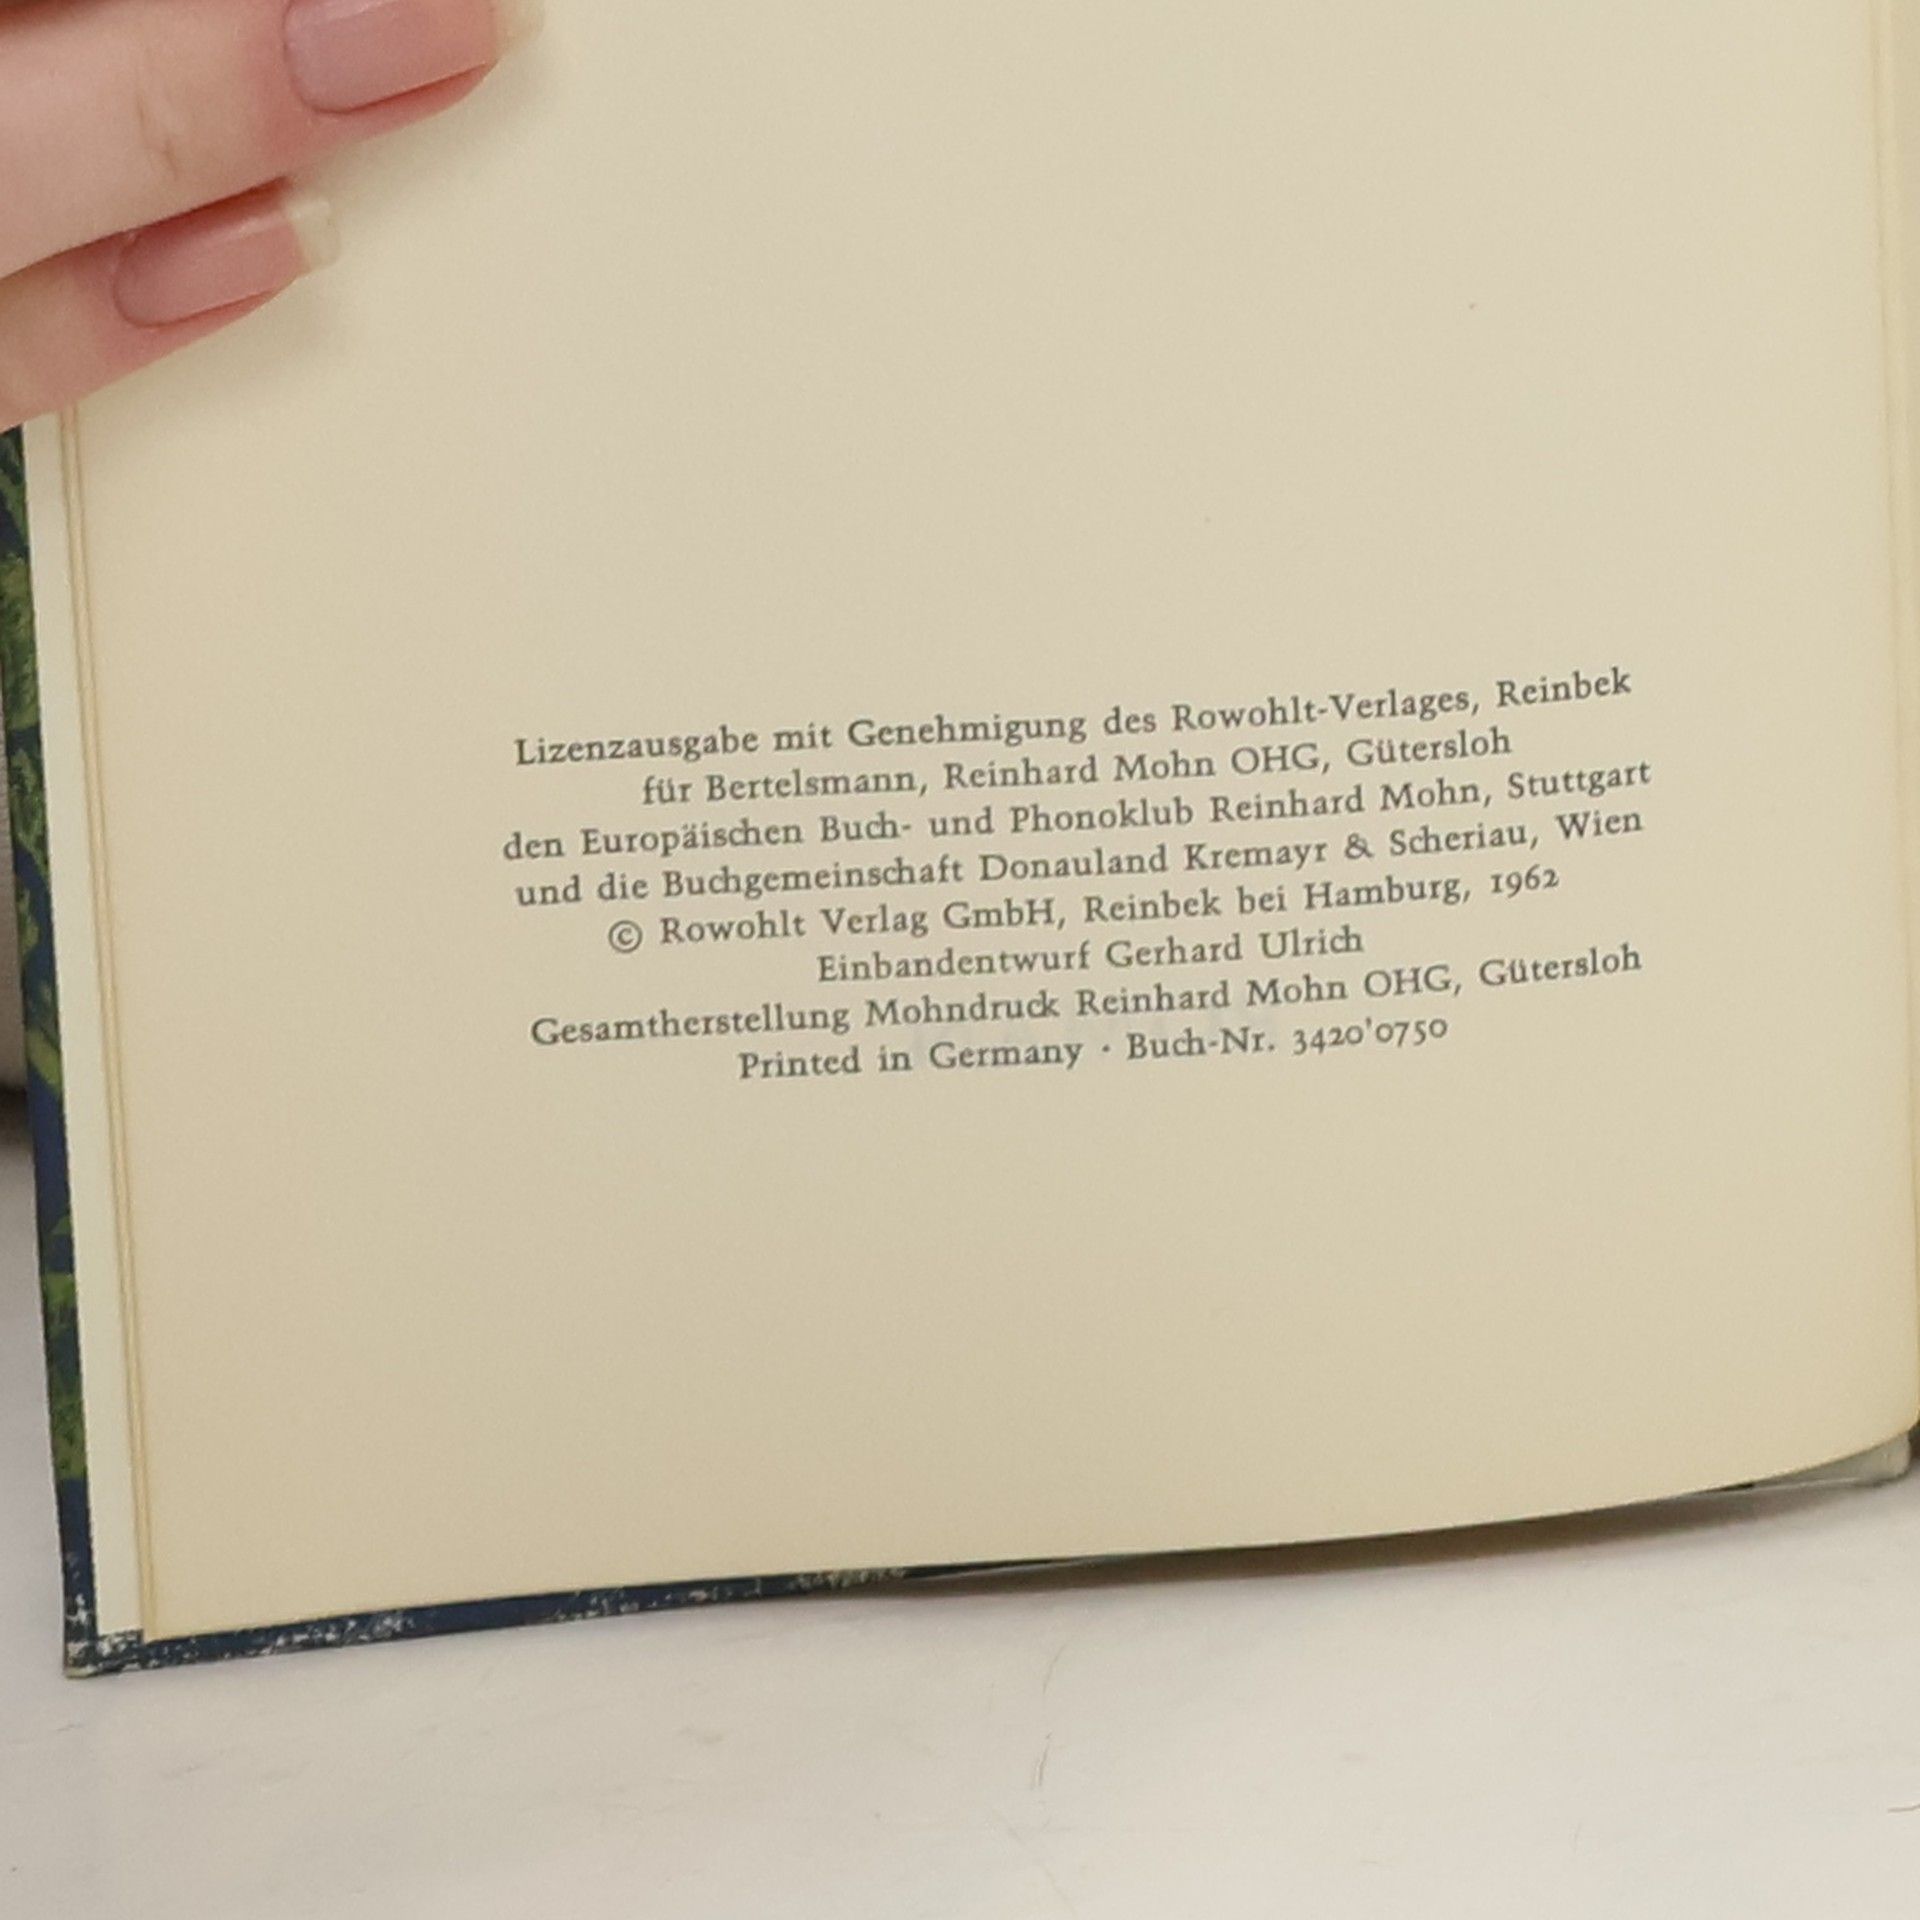 Lizenzausgabe mit Genehmigung des Rowohlt-Verlages, Reinbek
für Bertelsmann, Reinhard Mohn OHG, Gütersloh
den Europäischen Buch- und Phonoklub Reinhard Mohn, Stuttgart
und die Buchgemeinschaft Donauland Kremayr & Scheriau, Wien
© Rowohlt Verlag GmbH, Reinbek bei Hamburg, 1962
Einbandentwurf Gerhard Ulrich
Gesamtherstellung Mohndruck Reinhard Mohn OHG, Gütersloh
Printed in Germany · Buch-Nr. 3420'0750